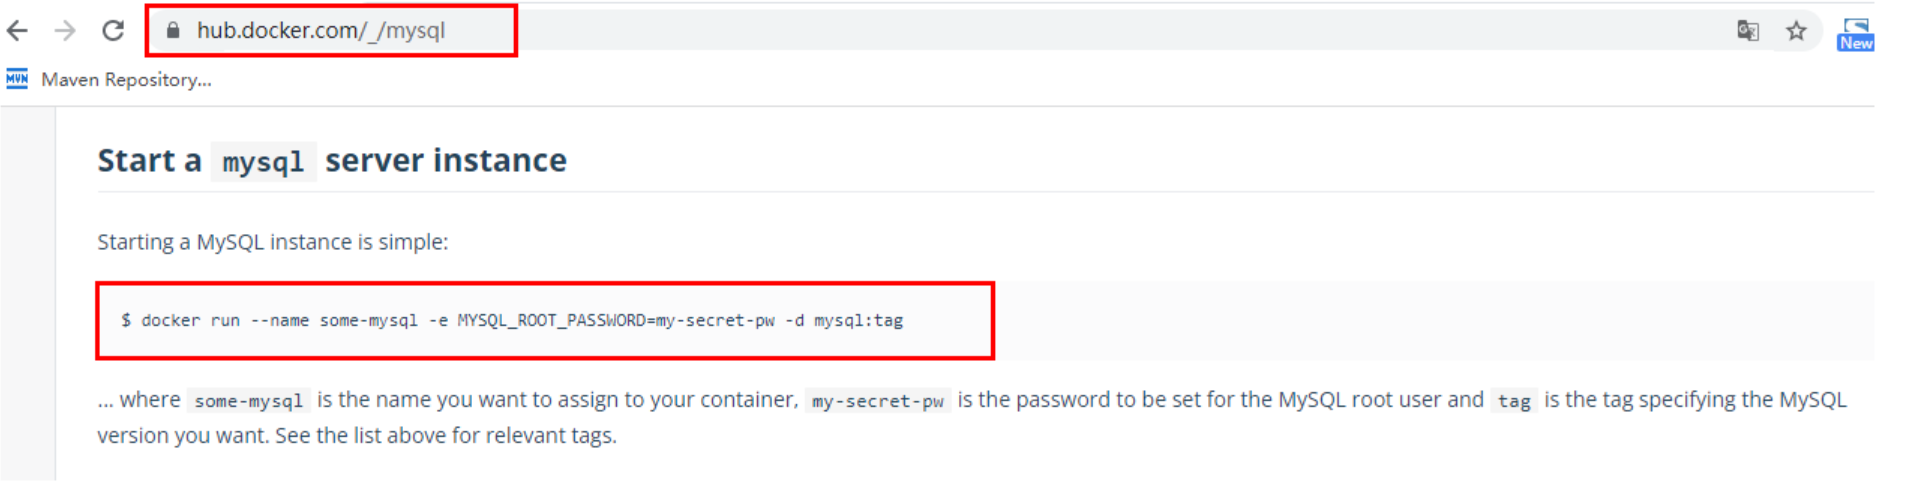 hub.docker.com/_/mysql
New
MVN Maven Repository...
Start a mysql server instance
Starting a MySQL instance is simple:
$ docker run --name some-mysql -e MYSQL_ROOT_PASSWORD=my-secret-pw -d mysql:tag
... where some-mysql is the name you want to assign to your container, my-secret-pw is the password to be set for the MySQL root user and tag is the tag specifying the MySQL
version you want. See the list above for relevant tags.